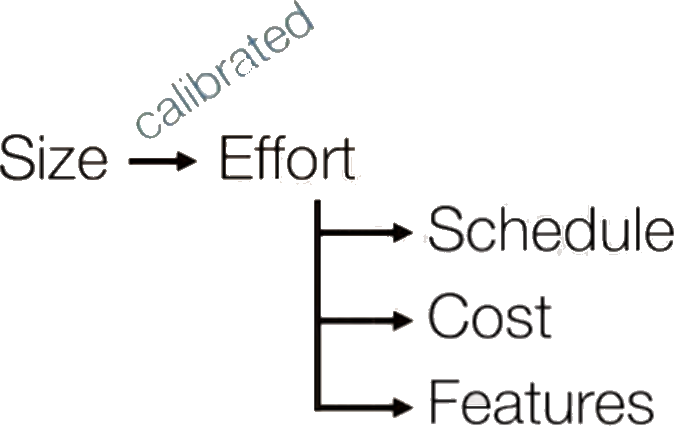 calibrated
Size
Effort
Schedule
Cost
Features